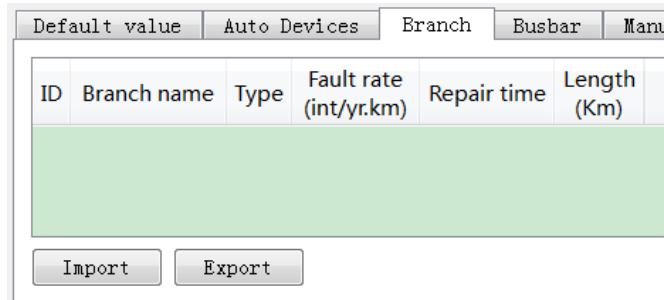 Default value Auto Devices Branch Busbar Manu
ID Branch name Type Fault rate (int/yr.km) Repair time Length (Km)
Import Export